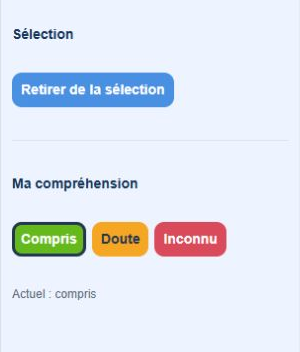 Sélection
Retirer de la sélection
Ma compréhension
Compris Doute Inconnu
Actuel : compris